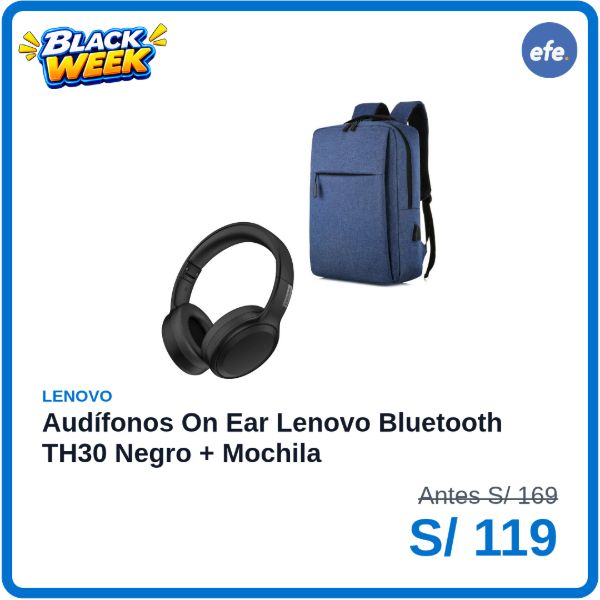 BLACK
WEEK
efe.
LENOVO
Audífonos On Ear Lenovo Bluetooth
TH30 Negro + Mochila
Antes S/ 169
S/ 119